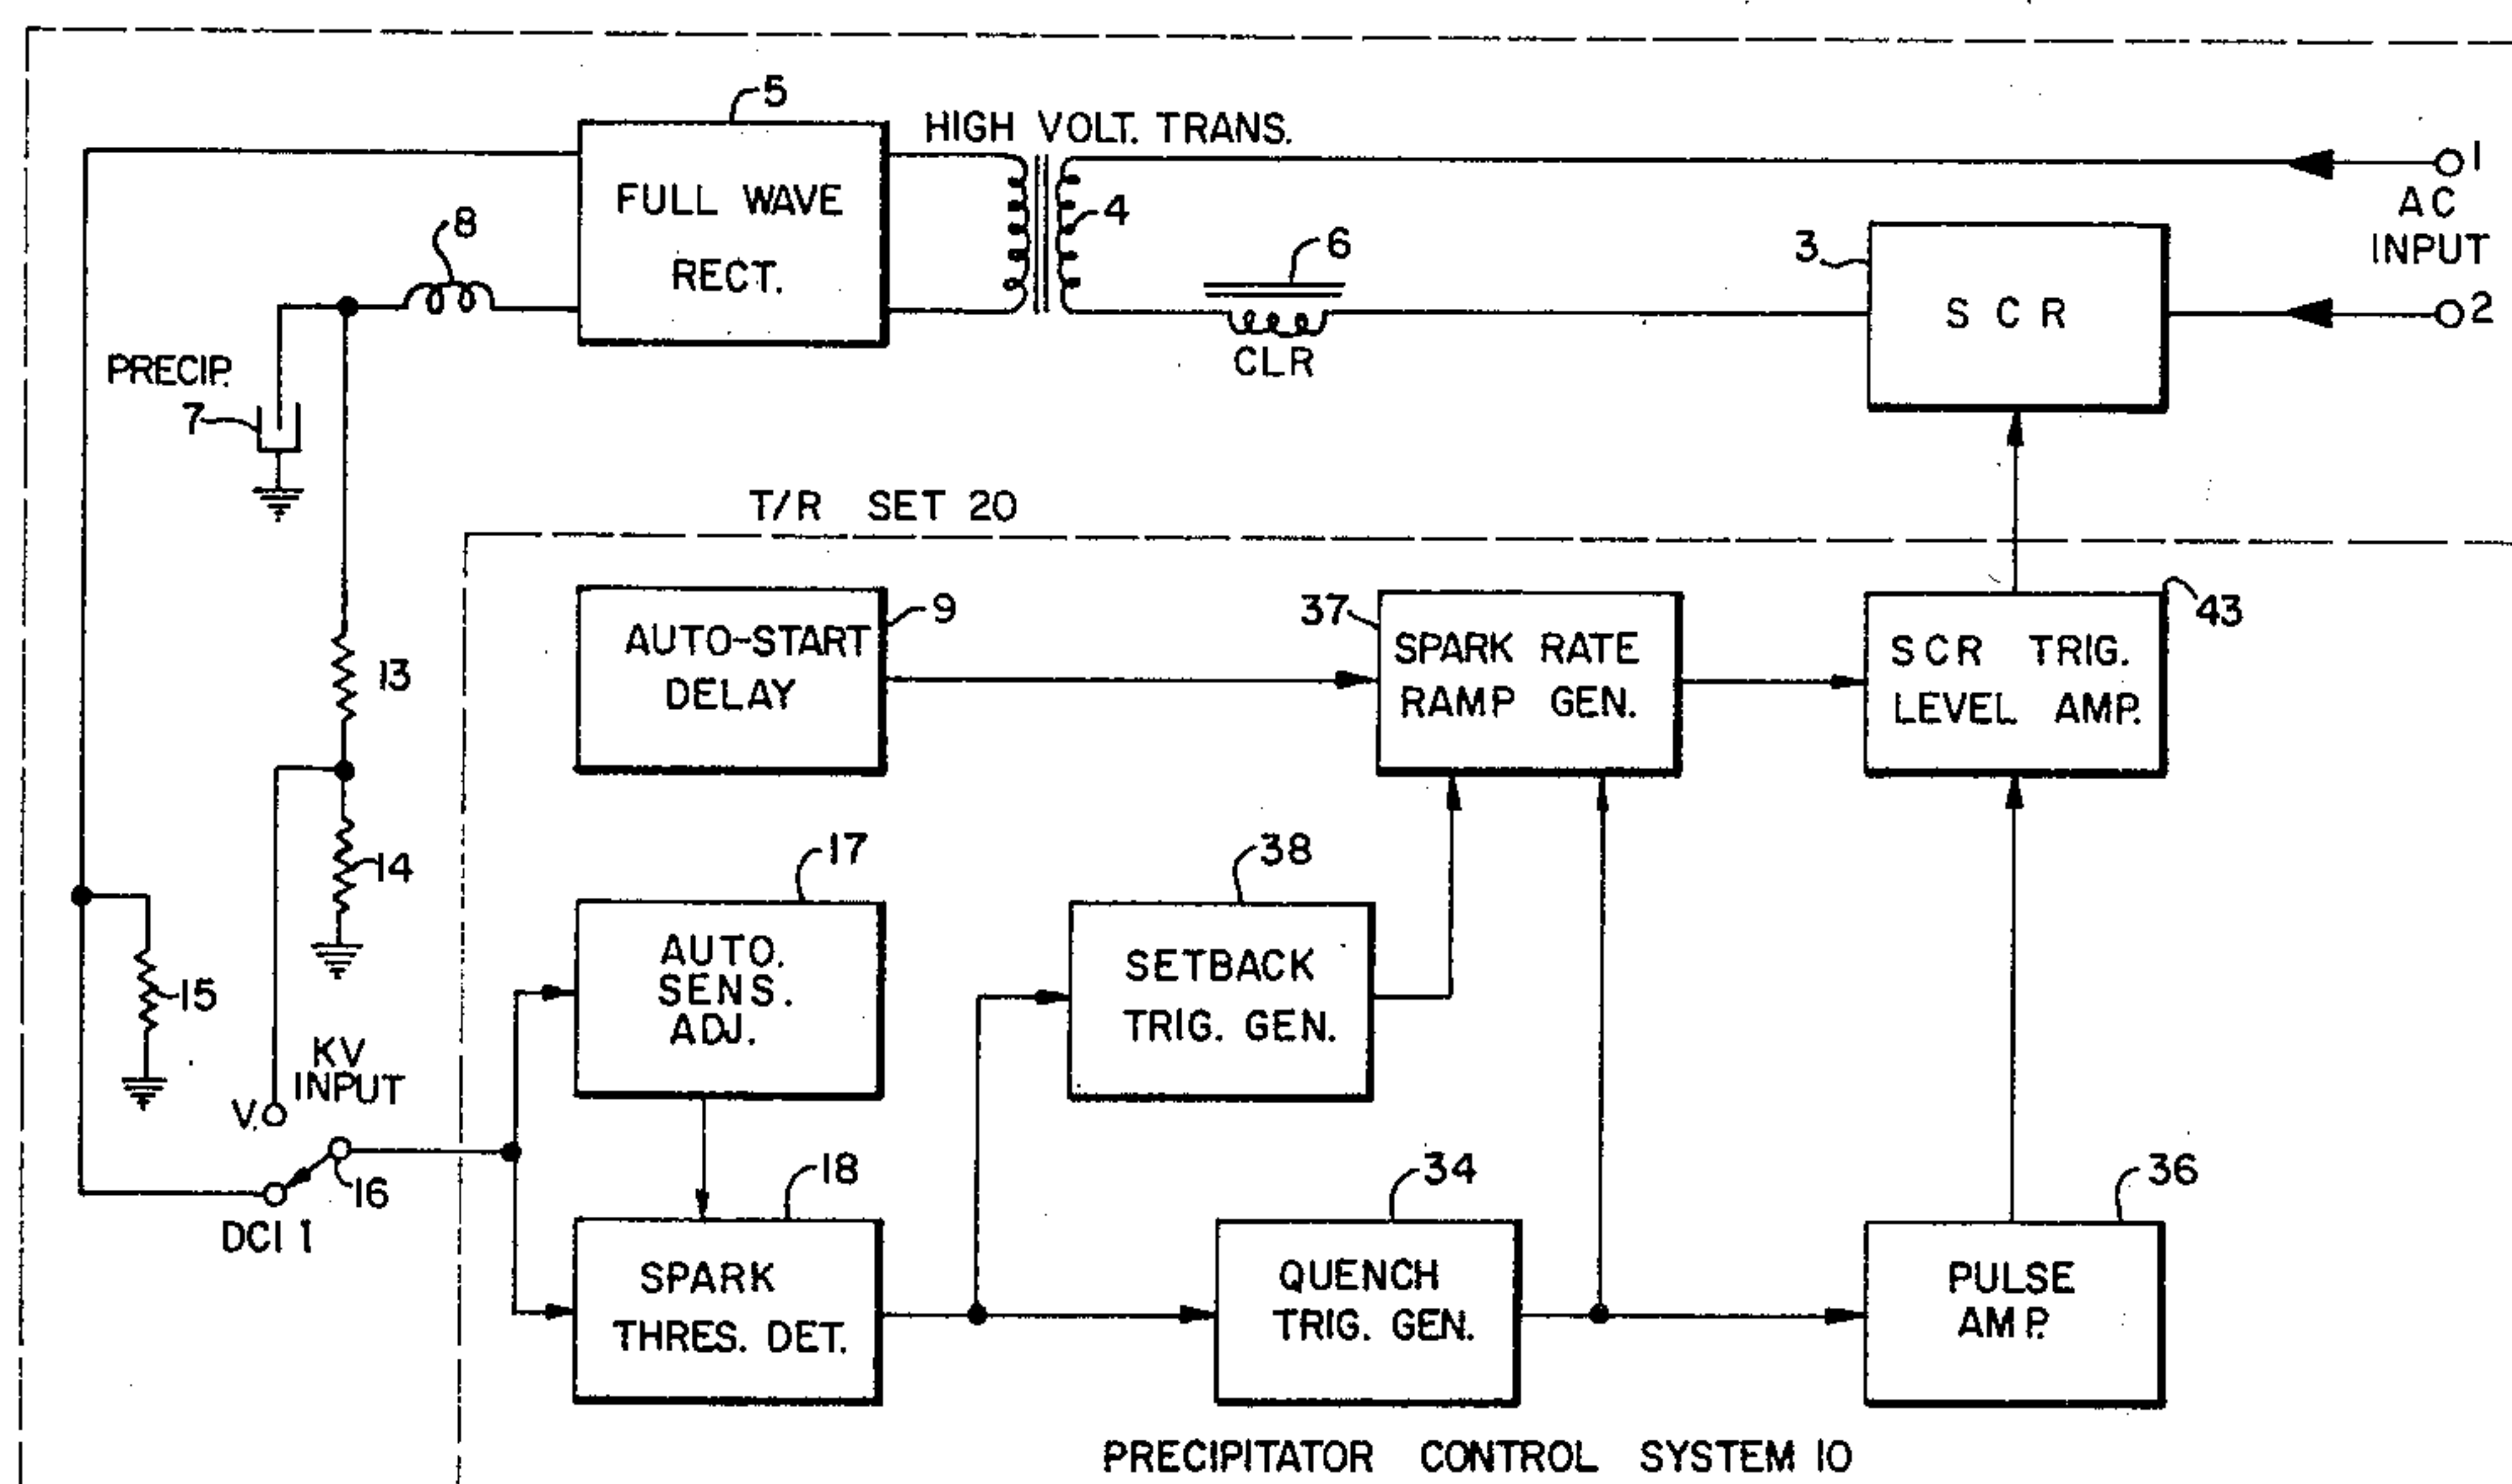 5
HIGH VOLT. TRANS.
1
AC
INPUT
2
FULL WAVE
RECT.
8
4
6
CLR
3
SCR
PRECIP.
7
T/R SET 20
13
14
15
KV
INPUT
V.
16
DCI 1
AUTO-START
DELAY
9
37
SPARK RATE
RAMP GEN.
43
SCR TRIG.
LEVEL AMP.
17
AUTO.
SENS.
ADJ.
38
SETBACK
TRIG. GEN.
18
SPARK
THRES. DET.
34
QUENCH
TRIG. GEN.
36
PULSE
AMP.
PRECIPITATOR CONTROL SYSTEM 10